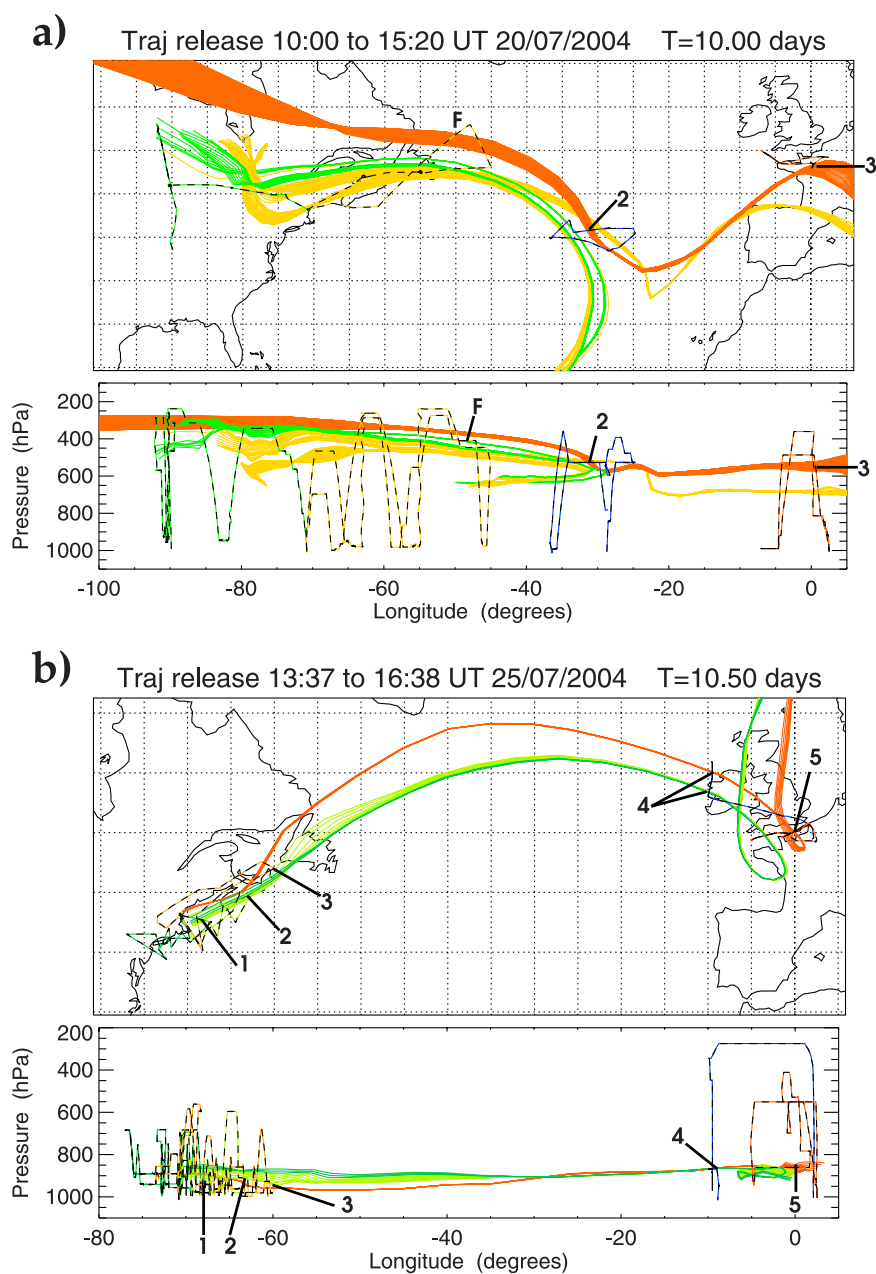 a)
Traj release 10:00 to 15:20 UT 20/07/2004 T=10.00 days
F
2
3
200
400
600
800
1000
Pressure (hPa)
F
2
3
-100 -80 -60 -40 -20 0
Longitude (degrees)
b)
Traj release 13:37 to 16:38 UT 25/07/2004 T=10.50 days
5
4
3
2
1
200
400
600
800
1000
Pressure (hPa)
4
3
5
1 2
-80 -60 -40 -20 0
Longitude (degrees)